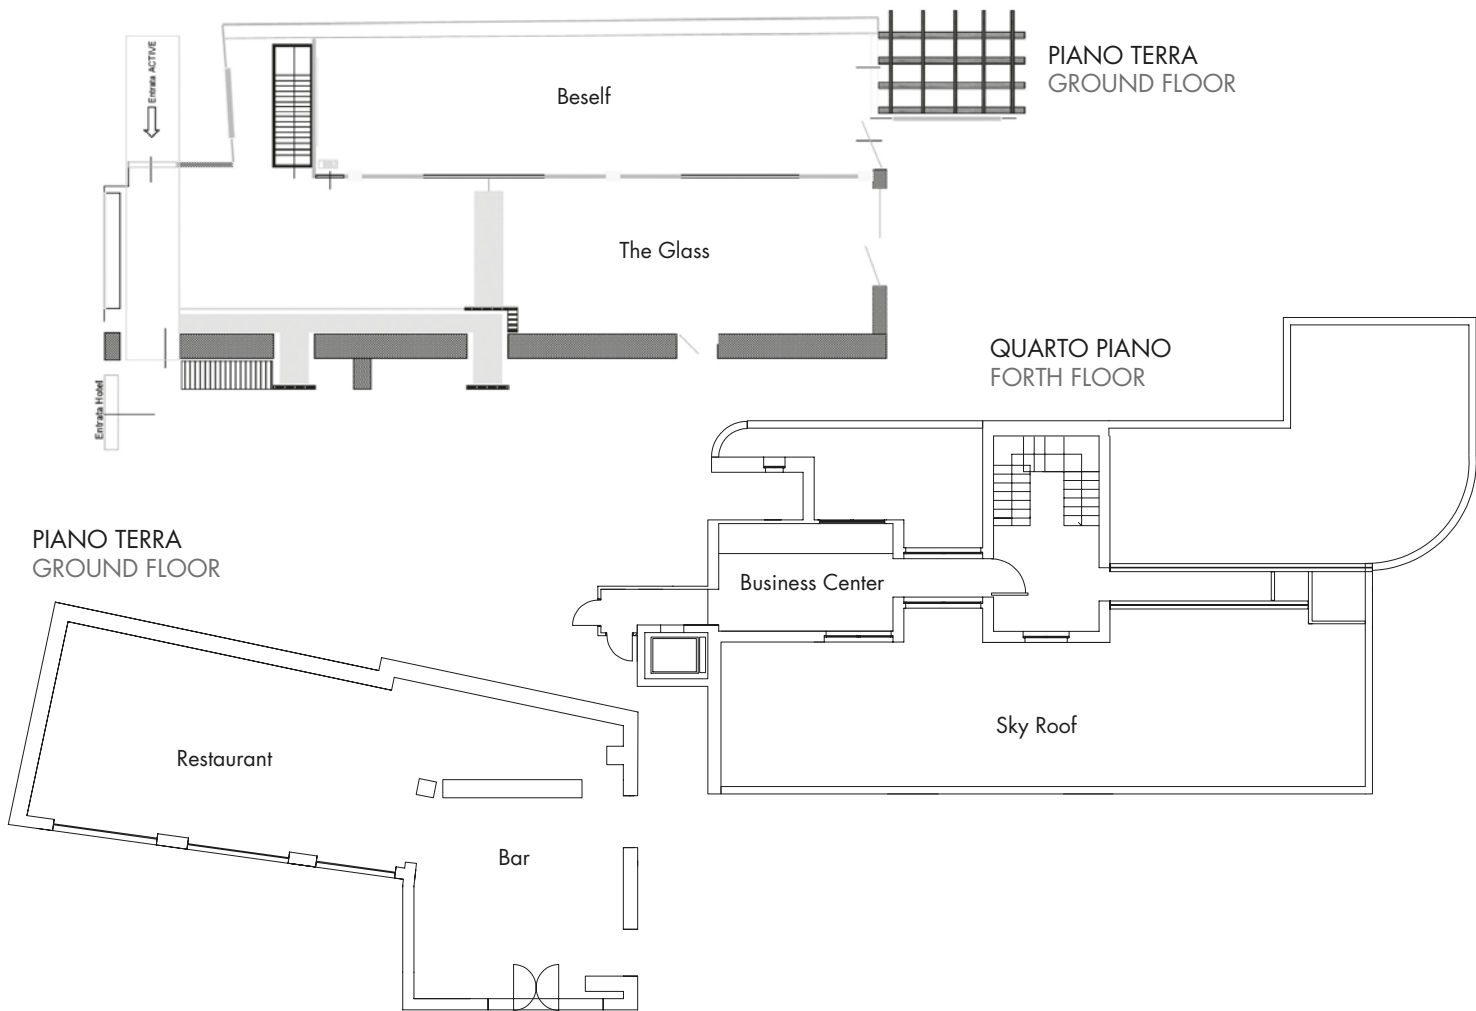 PIANO TERRA
GROUND FLOOR
Entrata ACTIVE
Beself
The Glass
Entrata Hotel
QUARTO PIANO
FORTH FLOOR
Business Center
Sky Roof
PIANO TERRA
GROUND FLOOR
Restaurant
Bar